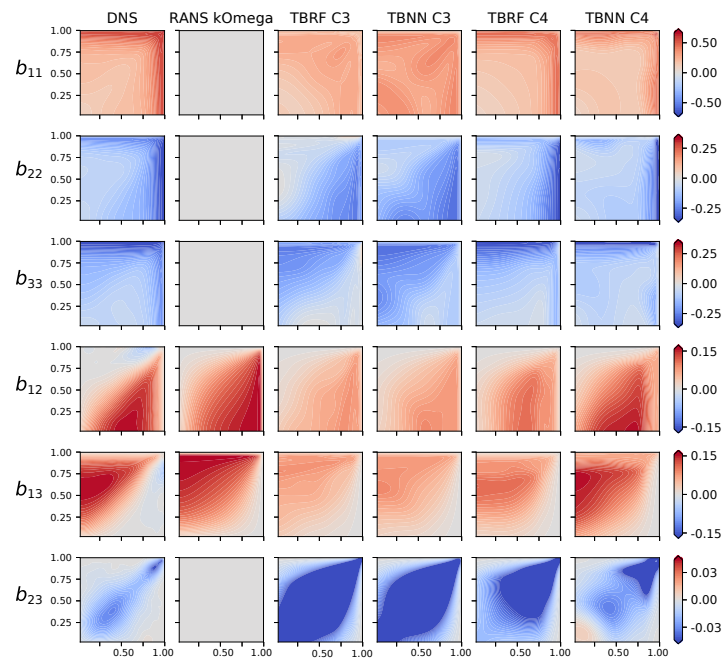 DNS RANS kOmega TBRF C3 TBNN C3 TBRF C4 TBNN C4
b11 1.00 0.75 0.50 0.25 0.50 0.00 −0.50
b22 1.00 0.75 0.50 0.25 0.25 0.00 −0.25
b33 1.00 0.75 0.50 0.25 0.25 0.00 −0.25
b12 1.00 0.75 0.50 0.25 0.15 0.00 −0.15
b13 1.00 0.75 0.50 0.25 0.15 0.00 −0.15
b23 1.00 0.75 0.50 0.25 0.03 0.00 −0.03
0.50 1.00 0.50 1.00 0.50 1.00 0.50 1.00 0.50 1.00 0.50 1.00